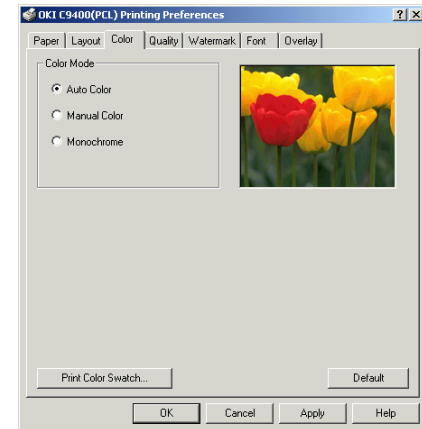 OKI C9400(PCL) Printing Preferences
Paper Layout Color Quality Watermark Font Overlay
Color Mode
Auto Color
Manual Color
Monochrome
Print Color Swatch... Default
OK Cancel Apply Help